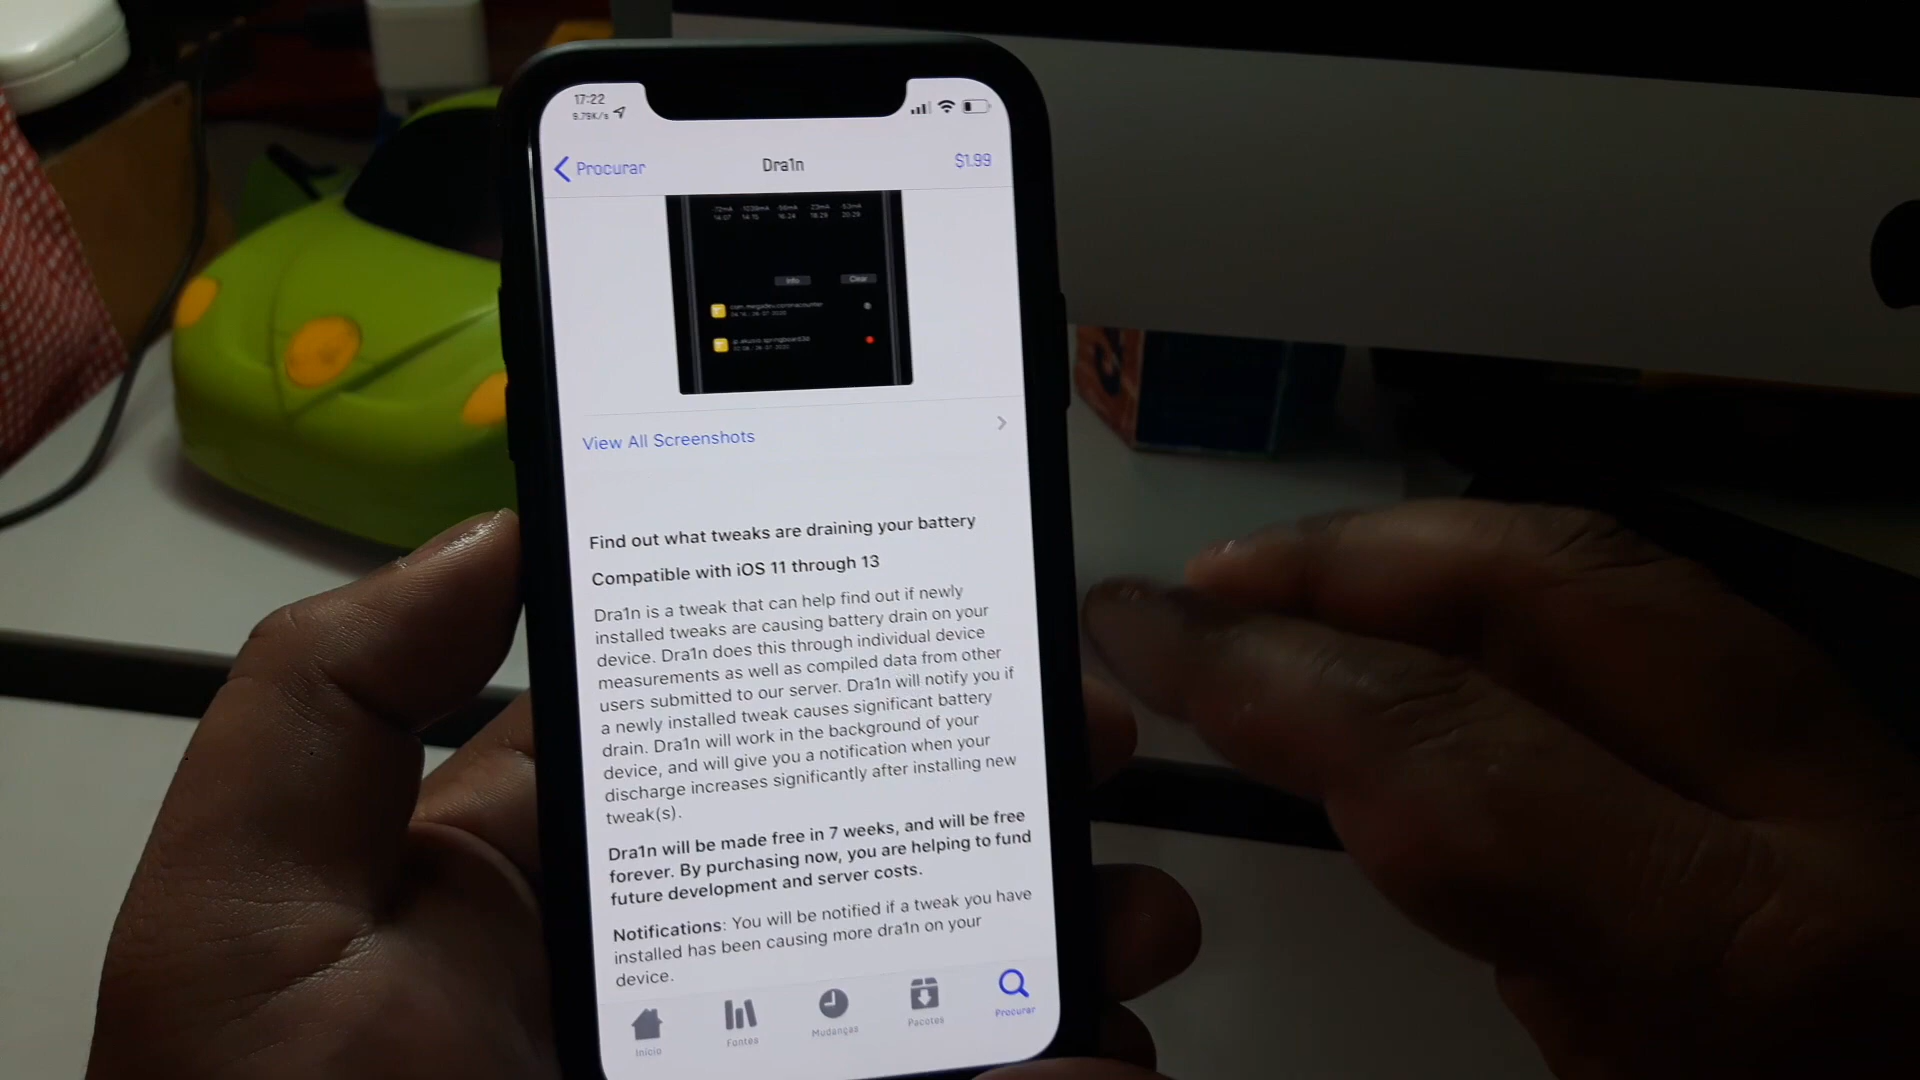 17:22
9.79K/s
Procurar
Dra1n
$1.99
Info
Clear
View All Screenshots
Find out what tweaks are draining your battery
Compatible with iOS 11 through 13
Dra1n is a tweak that can help find out if newly
installed tweaks are causing battery drain on your
device. Dra1n does this through individual device
measurements as well as compiled data from other
users submitted to our server. Dra1n will notify you if
a newly installed tweak causes significant battery
drain. Dra1n will work in the background of your
device, and will give you a notification when your
discharge increases significantly after installing new
tweak(s).
Dra1n will be made free in 7 weeks, and will be free
forever. By purchasing now, you are helping to fund
future development and server costs.
Notifications: You will be notified if a tweak you have
installed has been causing more dra1n on your
device.
Início
Fontes
Mudanças
Pacotes
Procurar